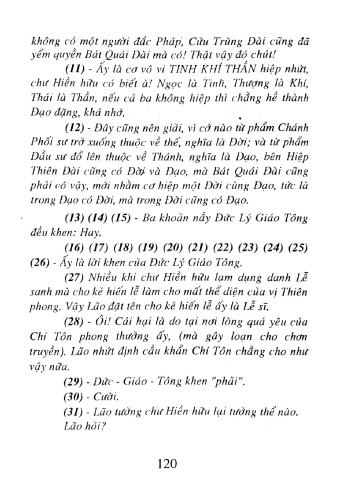 không có một người đắc Pháp, Cửu Trùng Đài cũng đã
yểm quyền Bát Quái Đài mà có! Thật vậy đó chút!
(11) - Ấy là cơ vô vi TINH KHÍ THẦN hiệp nhứt,
chư Hiền hữu có biết à! Ngọc là Tinh, Thượng là Khí,
Thái là Thần, nếu cả ba không hiệp thì chẳng hề thành
Đạo đặng, khá nhớ.
(12) - Đây cũng nên giải, vì cớ nào từ phẩm Chánh
Phối sư trở xuống thuộc về thế, nghĩa là Đời; và từ phẩm
Đầu sư đổ lên thuộc về Thánh, nghĩa là Đạo, bên Hiệp
Thiên Đài cũng có Đời và Đạo, mà Bát Quái Đài cũng
phải có vậy, mới nhằm cơ hiệp một Đời cùng Đạo, tức là
trong Đạo có Đời, mà trong Đời cũng có Đạo.
(13) (14) (15) - Ba khoản nầy Đức Lý Giáo Tông
đều khen: Hay.
(16) (17) (18) (19) (20) (21) (22) (23) (24) (25)
(26) - Ấy là lời khen của Đức Lý Giáo Tông.
(27) Nhiều khi chư Hiền hữu lạm dụng danh Lễ
sanh mà cho kẻ hiến lễ làm cho mất thể diện của vị Thiên
phong. Vậy Lão đặt tên cho kẻ hiến lễ ấy là Lễ sĩ.
(28) - Ôi! Cái hại là do tại nơi lòng quá yêu của
Chí Tôn phong thưởng ấy, (mà gây loạn cho chơn
truyền). Lão nhứt định cầu khẩn Chí Tôn chẳng cho như
vậy nữa.
(29) - Đức - Giáo - Tông khen "phải".
(30) - Cười.
(31) - Lão tưởng chư Hiền hữu lại tưởng thể nào.
Lão hỏi?
120